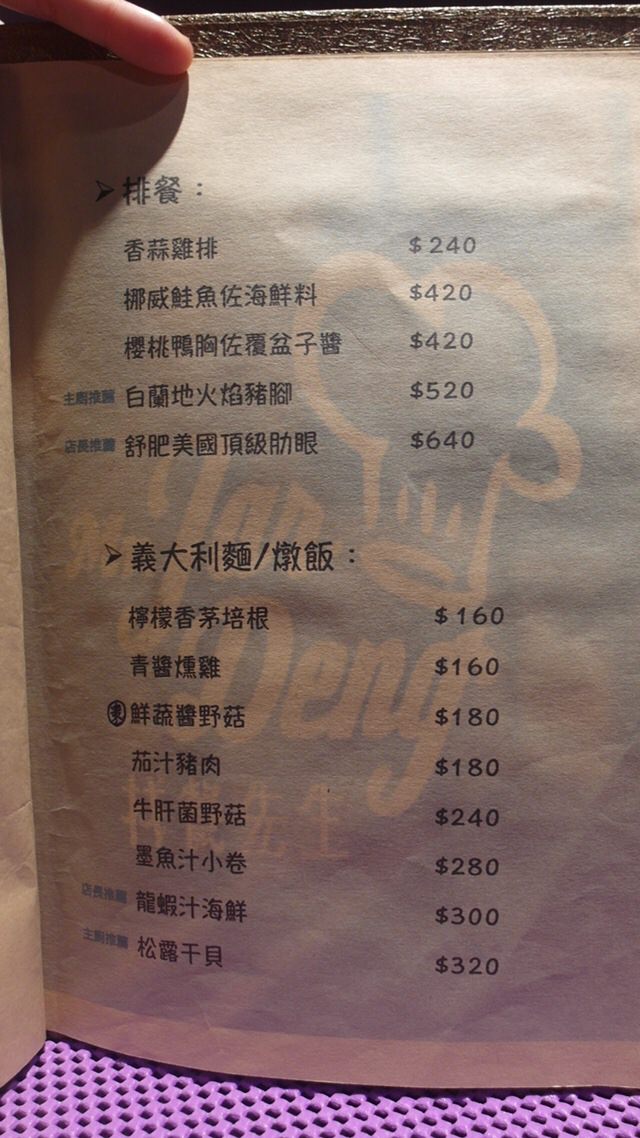 ➢排餐：
香蒜雞排 $240
挪威鮭魚佐海鮮料 $420
櫻桃鴨胸佐覆盆子醬 $420
主廚推薦 白蘭地火焰豬腳 $520
店長推薦 舒肥美國頂級肋眼 $640
➢義大利麵/燉飯：
檸檬香茅培根 $160
青醬燻雞 $160
鮮蔬醬野菇 $180
茄汁豬肉 $180
牛肝菌野菇 $240
墨魚汁小卷 $280
店長推薦 龍蝦汁海鮮 $300
主廚推薦 松露干貝 $320
Yan
Deng